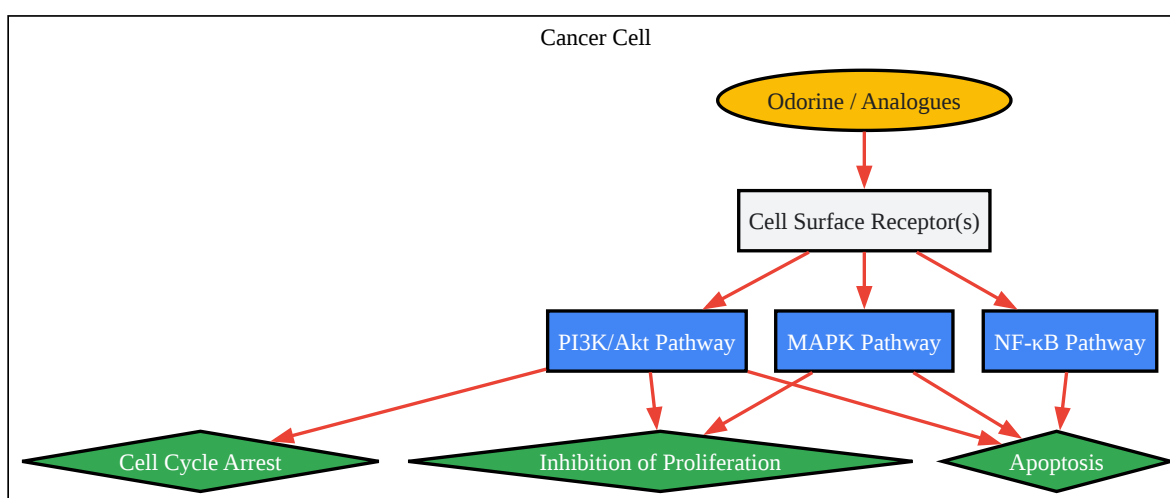 Cancer Cell
Odorine / Analogues
Cell Surface Receptor(s)
PI3K/Akt Pathway
MAPK Pathway
NF-κB Pathway
Cell Cycle Arrest
Inhibition of Proliferation
Apoptosis